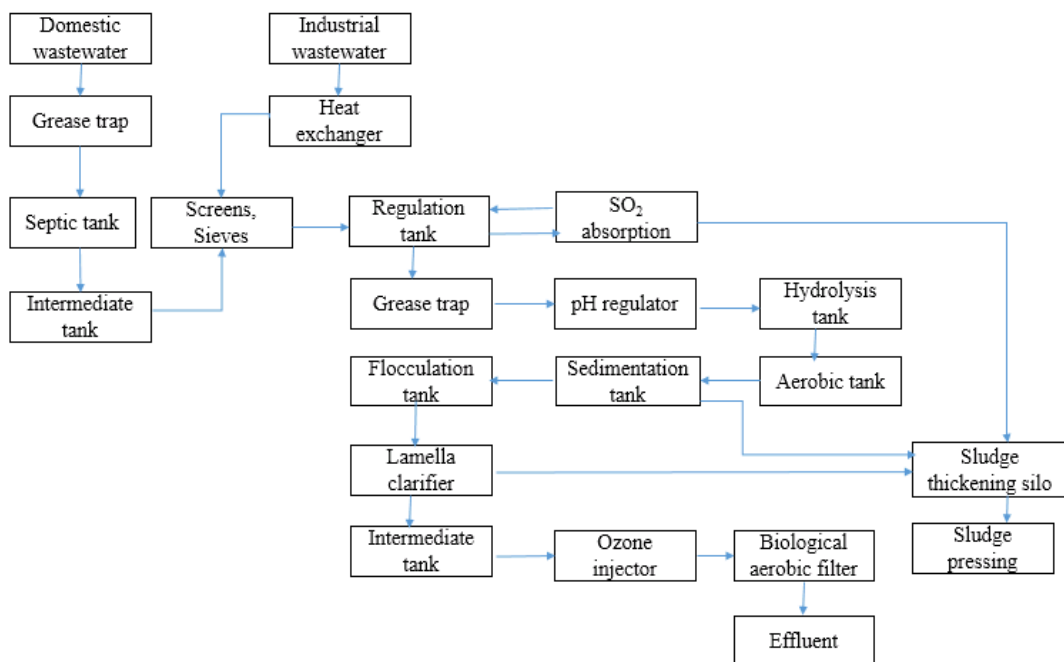 Domestic
wastewater
Industrial
wastewater
Grease trap
Heat
exchanger
Septic tank
Screens,
Sieves
Regulation
tank
SO₂
absorption
Intermediate
tank
Grease trap
pH regulator
Hydrolysis
tank
Flocculation
tank
Sedimentation
tank
Aerobic tank
Lamella
clarifier
Sludge
thickening silo
Intermediate
tank
Ozone
injector
Biological
aerobic filter
Sludge
pressing
Effluent